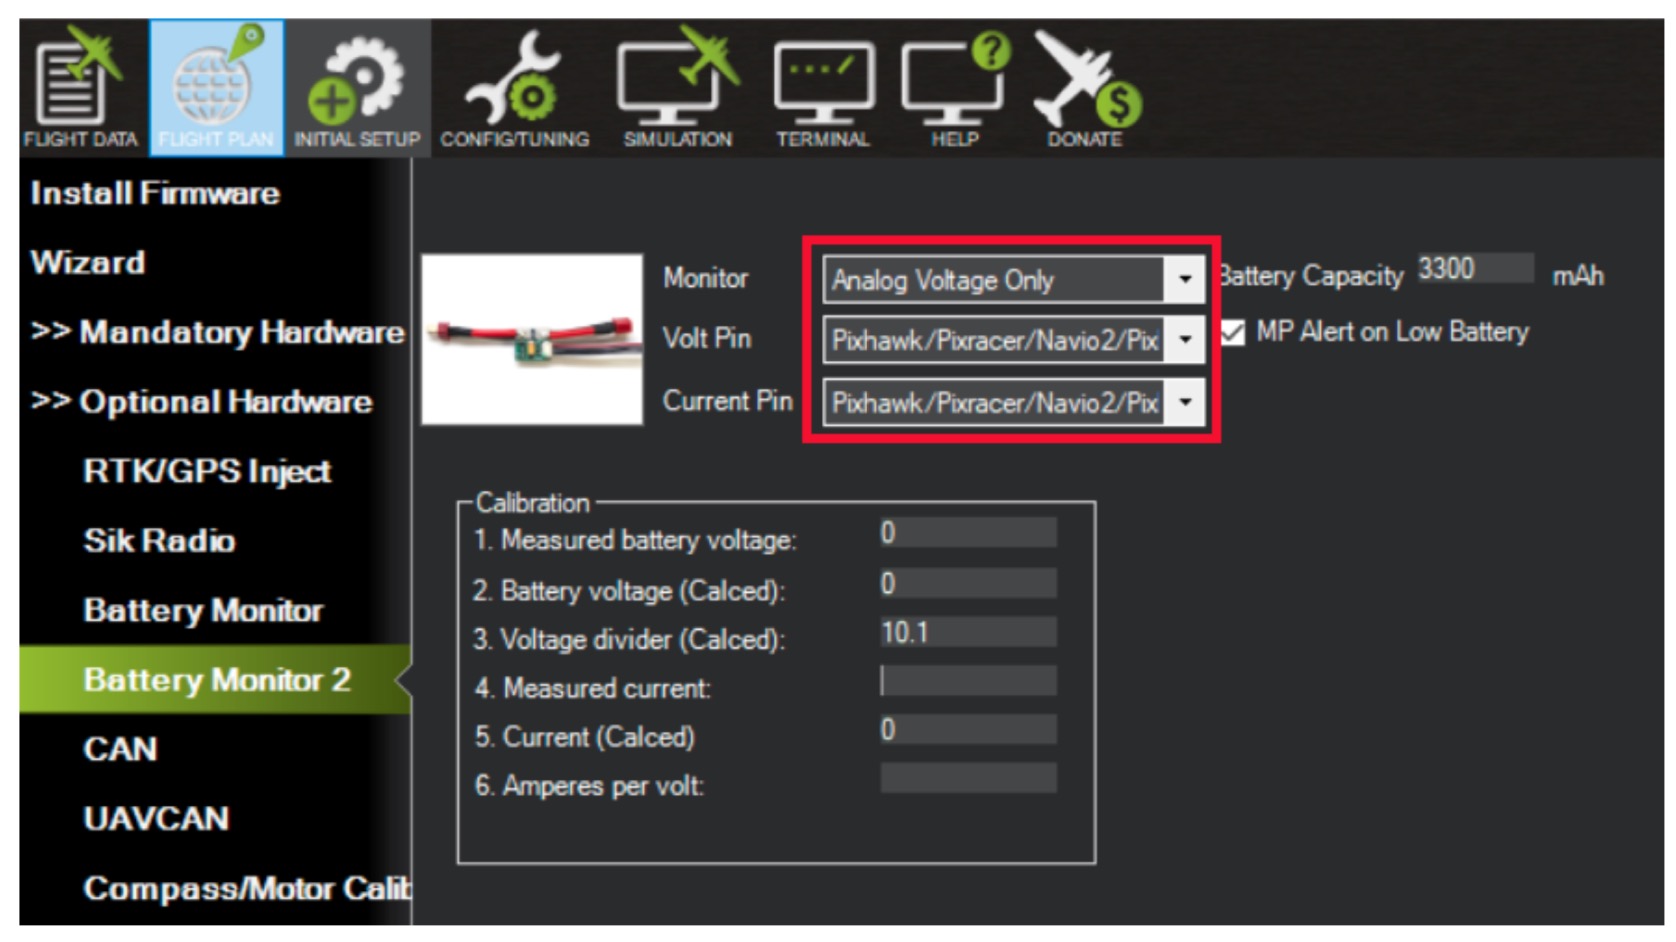 FLIGHT DATA
FLIGHT PLAN
INITIAL SETUP
CONFIG/TUNING
SIMULATION
TERMINAL
HELP
DONATE
Install Firmware
Wizard
>> Mandatory Hardware
>> Optional Hardware
RTK/GPS Inject
Sik Radio
Battery Monitor
Battery Monitor 2
CAN
UAVCAN
Compass/Motor Calib
Monitor Analog Voltage Only
Volt Pin Pixhawk/Pixracer/Navio2/Pix
Current Pin Pixhawk/Pixracer/Navio2/Pix
Battery Capacity 3300 mAh
MP Alert on Low Battery
Calibration
1. Measured battery voltage: 0
2. Battery voltage (Calced): 0
3. Voltage divider (Calced): 10.1
4. Measured current:
5. Current (Calced) 0
6. Amperes per volt: